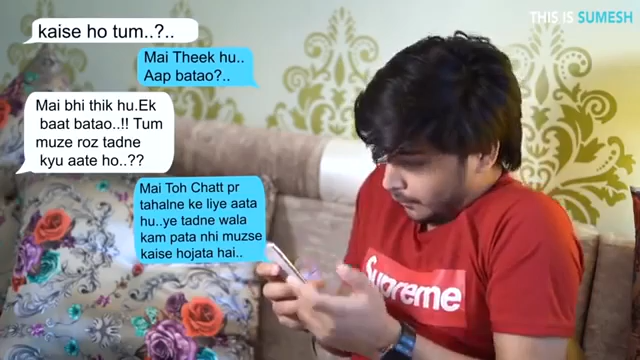 THIS IS SUMESH
kaise ho tum..?..
Mai Theek hu..
Aap batao?..
Mai bhi thik hu.Ek
baat batao..!! Tum
muze roz tadne
kyu aate ho..??
Mai Toh Chatt pr
tahalne ke liye aata
hu..ye tadne wala
kam pata nhi muzse
kaise hojata hai..
Supreme